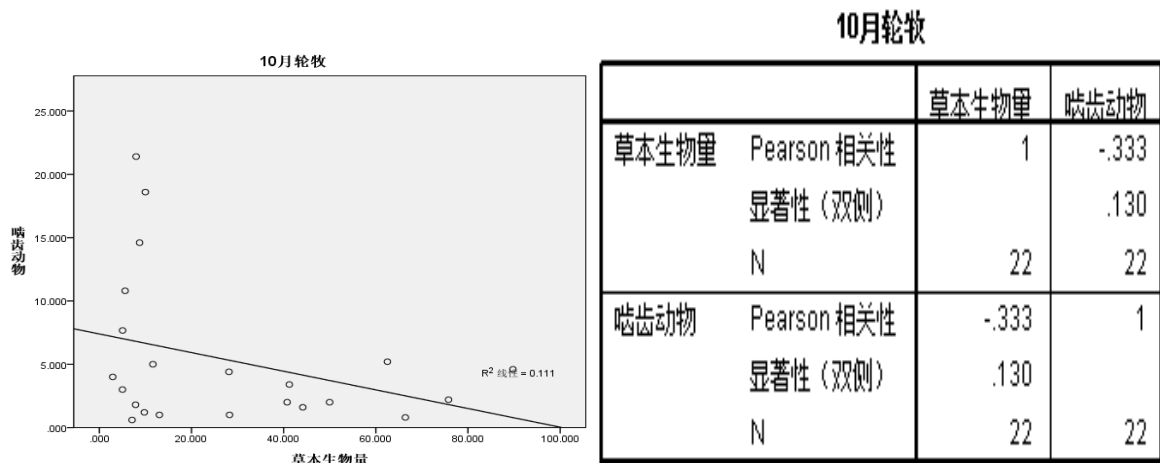 10月轮牧
25.000
20.000
15.000
10.000
5.000
.000
啮齿动物
R² 线性 = 0.111
.000 20.000 40.000 60.000 80.000 100.000
草本生物量
10月轮牧
草本生物量 啮齿动物
草本生物量 Pearson 相关性 1 -.333
显著性（双侧） .130
N 22 22
啮齿动物 Pearson 相关性 -.333 1
显著性（双侧） .130
N 22 22